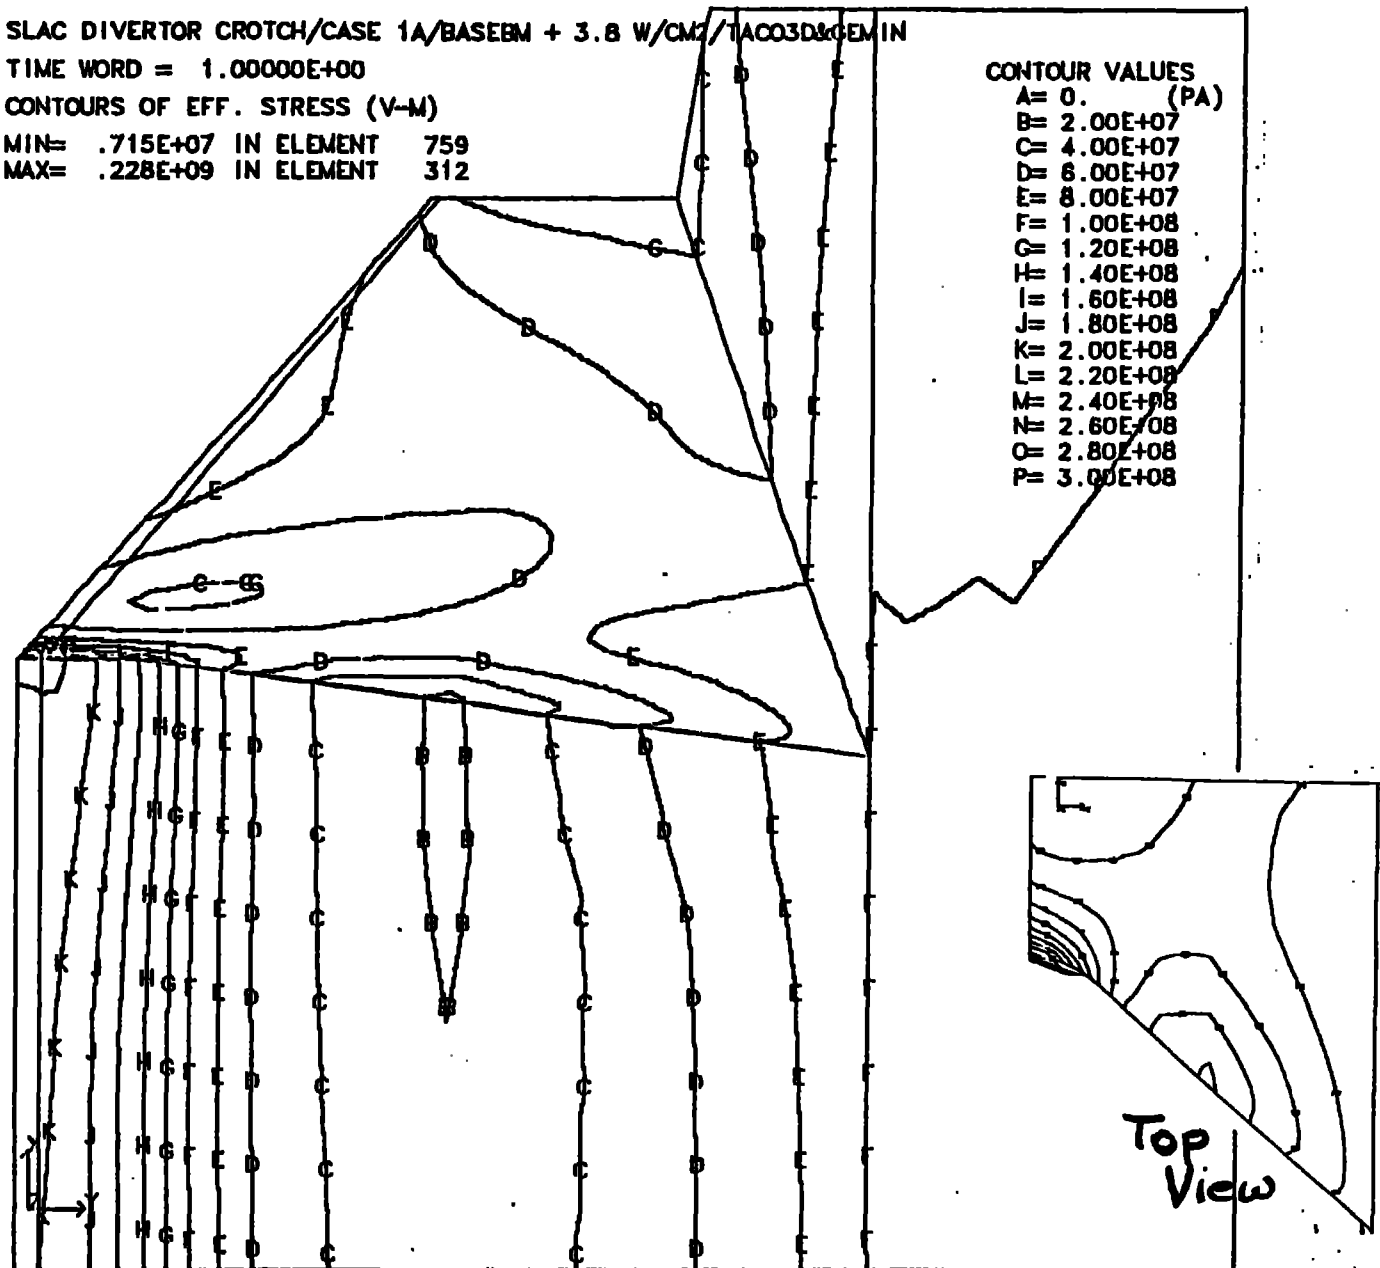 SLAC DIVERTOR CROTCH/CASE 1A/BASEBM + 3.8 W/CM2/TACO3D&GEMIN
TIME WORD = 1.00000E+00
CONTOURS OF EFF. STRESS (V-M)
MIN= .715E+07 IN ELEMENT 759
MAX= .228E+09 IN ELEMENT 312
CONTOUR VALUES
A= 0. (PA)
B= 2.00E+07
C= 4.00E+07
D= 6.00E+07
E= 8.00E+07
F= 1.00E+08
G= 1.20E+08
H= 1.40E+08
I= 1.60E+08
J= 1.80E+08
K= 2.00E+08
L= 2.20E+08
M= 2.40E+08
N= 2.60E+08
O= 2.80E+08
P= 3.00E+08
Top
View